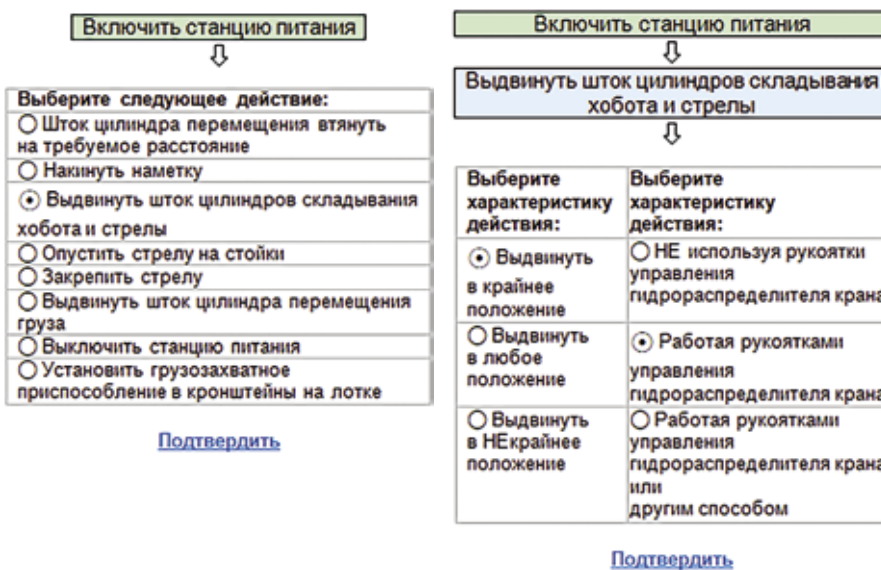 Включить станцию питания
Выберите следующее действие:
Шток цилиндра перемещения втянуть
на требуемое расстояние
Накинуть наметку
Выдвинуть шток цилиндров складывания
хобота и стрелы
Опустить стрелу на стойки
Закрепить стрелу
Выдвинуть шток цилиндра перемещения
груза
Выключить станцию питания
Установить грузозахватное
приспособление в кронштейны на лотке
Подтвердить
Включить станцию питания
Выдвинуть шток цилиндров складывания
хобота и стрелы
Выберите
характеристику
действия:
Выберите
характеристику
действия:
Выдвинуть
в крайнее
положение
НЕ используя рукоятки
управления
гидрораспределителя крана
Выдвинуть
в любое
положение
Работая рукоятками
управления
гидрораспределителя крана
Выдвинуть
в НЕкрайнее
положение
Работая рукоятками
управления
гидрораспределителя крана
или
другим способом
Подтвердить